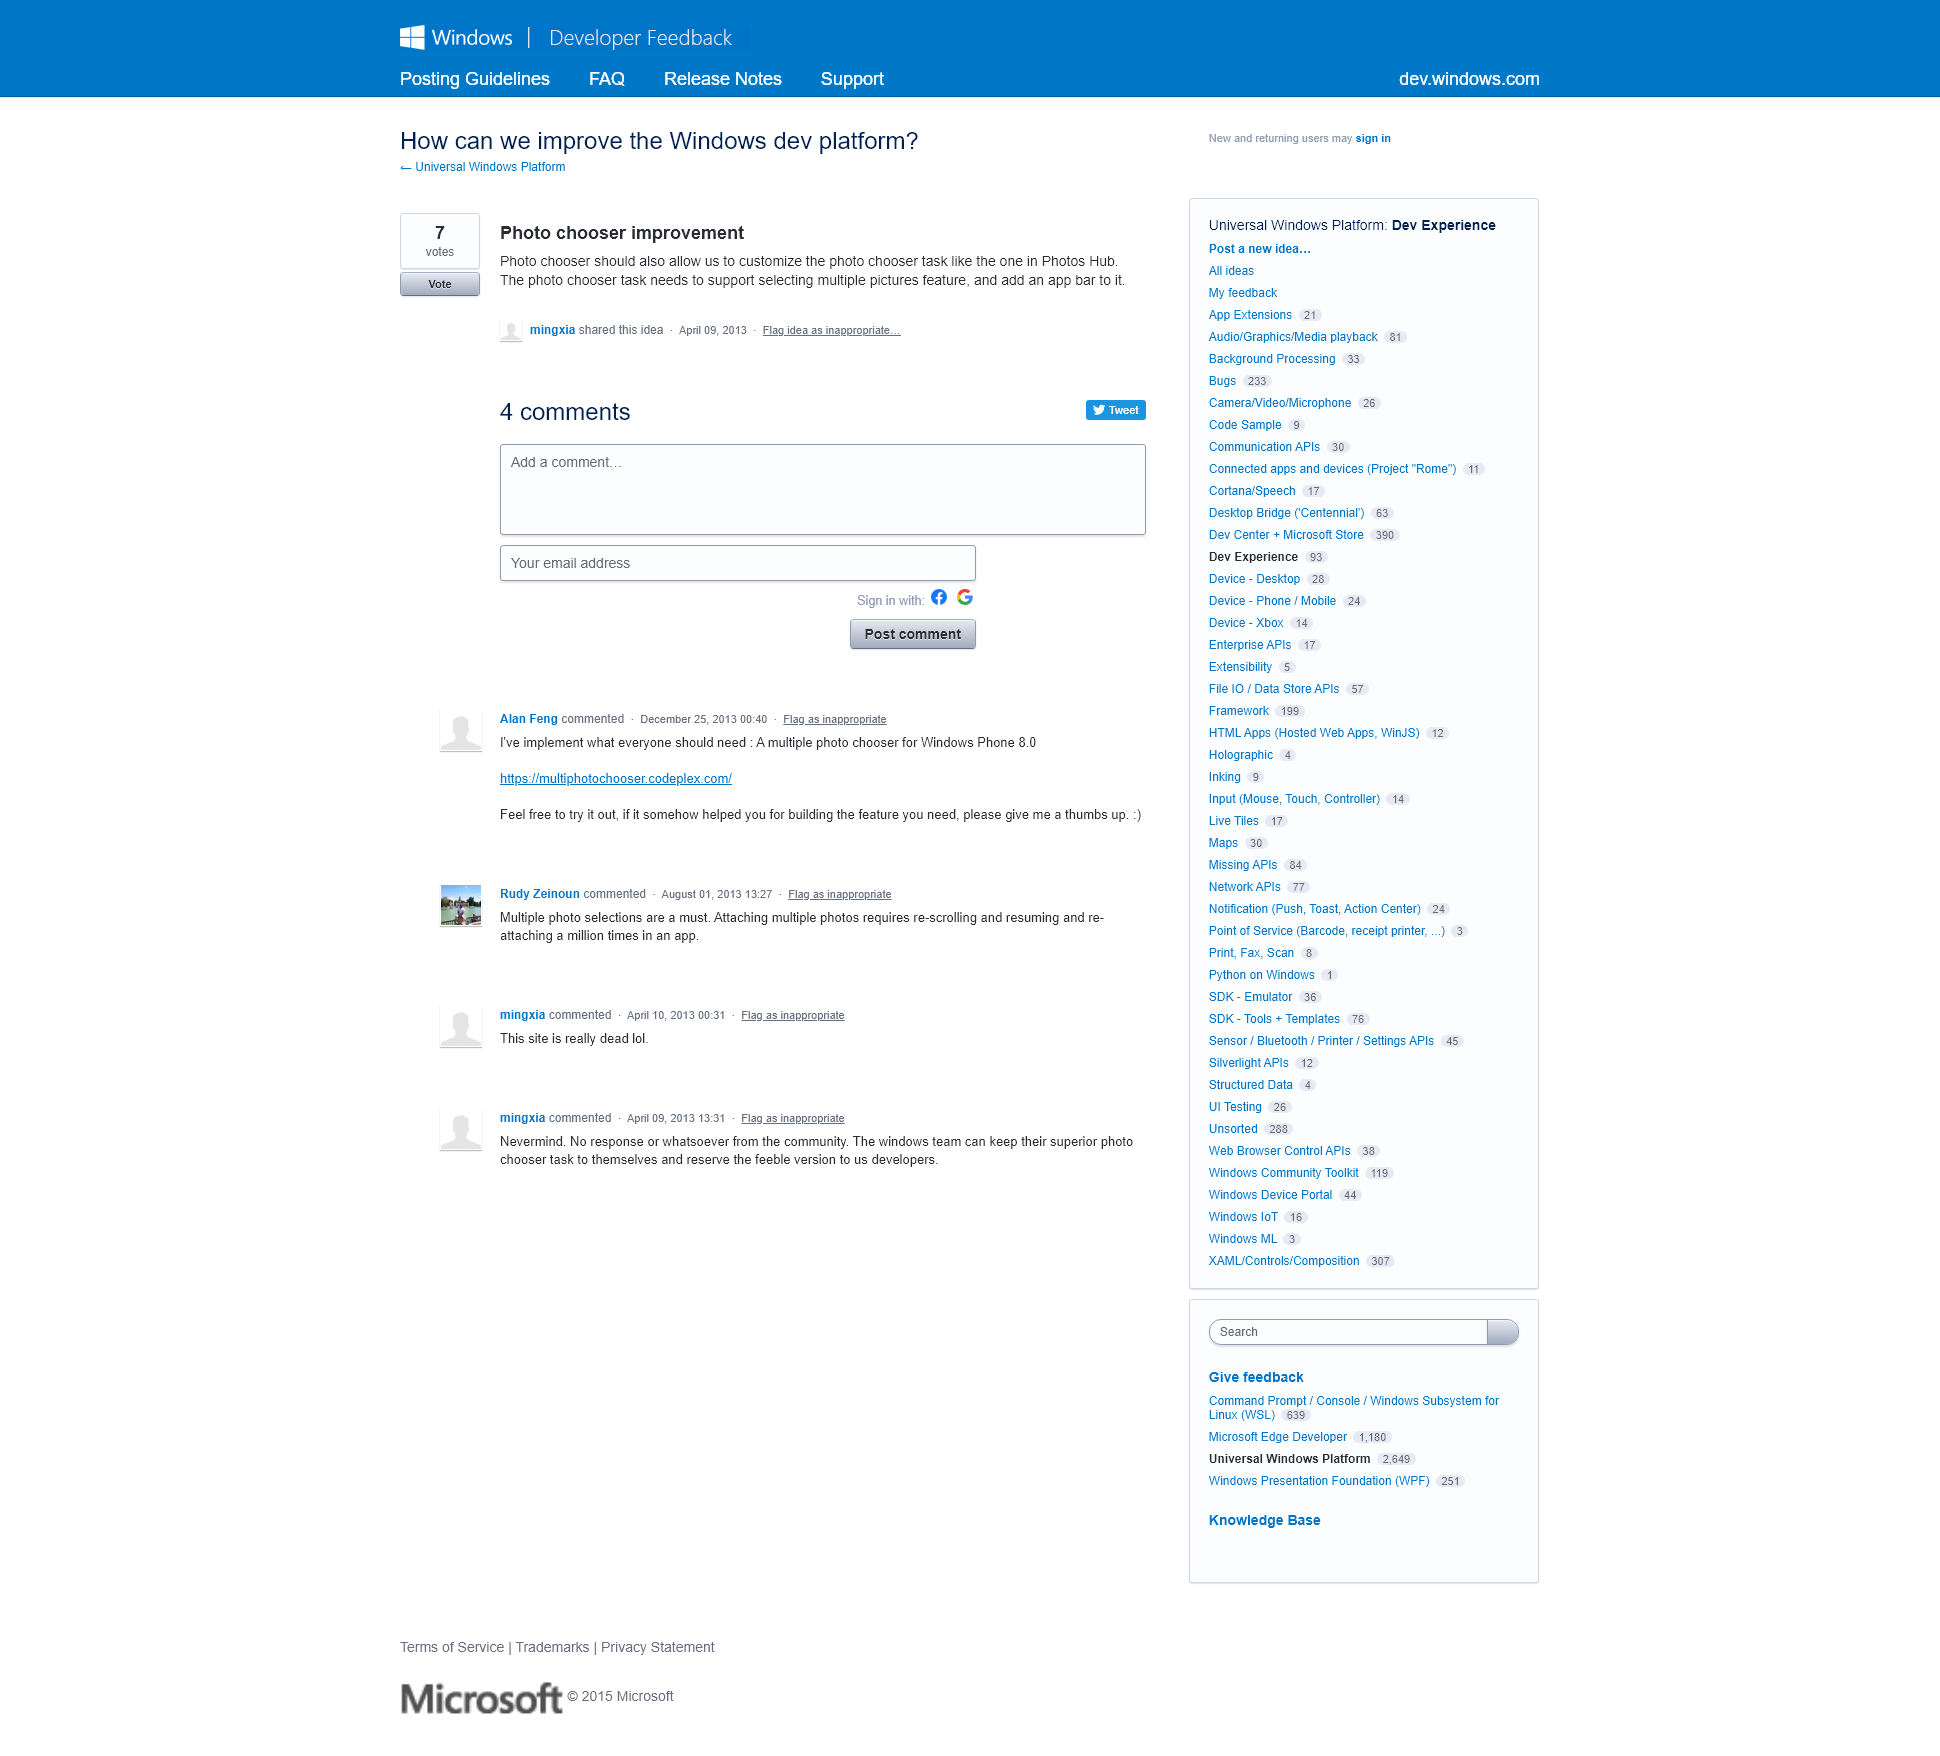 Windows | Developer Feedback
Posting Guidelines FAQ Release Notes Support dev.windows.com
How can we improve the Windows dev platform?
← Universal Windows Platform
New and returning users may sign in
7
votes
Vote
Photo chooser improvement
Photo chooser should also allow us to customize the photo chooser task like the one in Photos Hub.
The photo chooser task needs to support selecting multiple pictures feature, and add an app bar to it.
mingxia shared this idea · April 09, 2013 · Flag idea as inappropriate…
4 comments
Tweet
Add a comment…
Your email address
Sign in with:
Post comment
Alan Feng commented · December 25, 2013 00:40 · Flag as inappropriate
I've implement what everyone should need : A multiple photo chooser for Windows Phone 8.0
https://multiphotochooser.codeplex.com/
Feel free to try it out, if it somehow helped you for building the feature you need, please give me a thumbs up. :)
Rudy Zeinoun commented · August 01, 2013 13:27 · Flag as inappropriate
Multiple photo selections are a must. Attaching multiple photos requires re-scrolling and resuming and re-
attaching a million times in an app.
mingxia commented · April 10, 2013 00:31 · Flag as inappropriate
This site is really dead lol.
mingxia commented · April 09, 2013 13:31 · Flag as inappropriate
Nevermind. No response or whatsoever from the community. The windows team can keep their superior photo
chooser task to themselves and reserve the feeble version to us developers.
Universal Windows Platform: Dev Experience
Post a new idea…
All ideas
My feedback
App Extensions 21
Audio/Graphics/Media playback 81
Background Processing 33
Bugs 233
Camera/Video/Microphone 26
Code Sample 9
Communication APIs 30
Connected apps and devices (Project "Rome") 11
Cortana/Speech 17
Desktop Bridge ('Centennial') 63
Dev Center + Microsoft Store 390
Dev Experience 93
Device - Desktop 28
Device - Phone / Mobile 24
Device - Xbox 14
Enterprise APIs 17
Extensibility 5
File IO / Data Store APIs 57
Framework 199
HTML Apps (Hosted Web Apps, WinJS) 12
Holographic 4
Inking 9
Input (Mouse, Touch, Controller) 14
Live Tiles 17
Maps 30
Missing APIs 84
Network APIs 77
Notification (Push, Toast, Action Center) 24
Point of Service (Barcode, receipt printer, ...) 3
Print, Fax, Scan 8
Python on Windows 1
SDK - Emulator 36
SDK - Tools + Templates 76
Sensor / Bluetooth / Printer / Settings APIs 45
Silverlight APIs 12
Structured Data 4
UI Testing 26
Unsorted 288
Web Browser Control APIs 38
Windows Community Toolkit 119
Windows Device Portal 44
Windows IoT 16
Windows ML 3
XAML/Controls/Composition 307
Search
Give feedback
Command Prompt / Console / Windows Subsystem for
Linux (WSL) 639
Microsoft Edge Developer 1,180
Universal Windows Platform 2,649
Windows Presentation Foundation (WPF) 251
Knowledge Base
Terms of Service | Trademarks | Privacy Statement
Microsoft © 2015 Microsoft